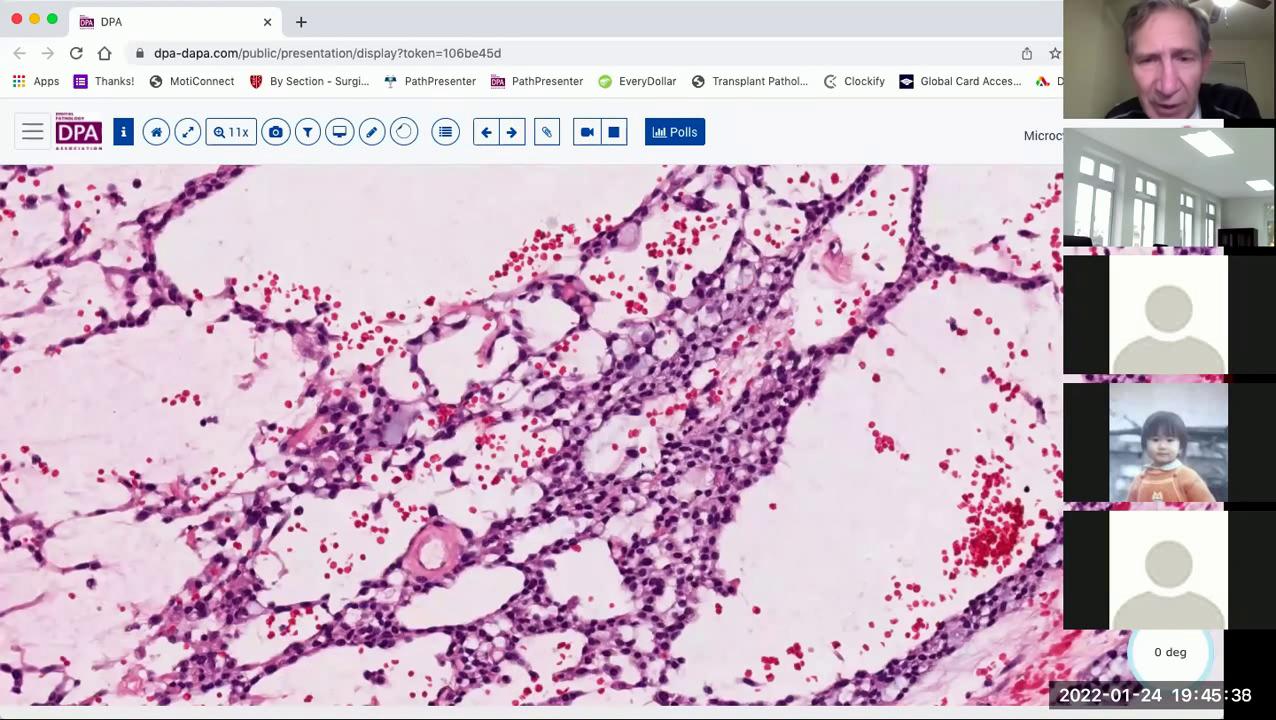 DPA
dpa-dapa.com/public/presentation/display?token=106be45d
Apps Thanks! MotiConnect By Section - Surgi... PathPresenter PathPresenter EveryDollar Transplant Pathol... Clockify Global Card Acces... D
DPA ASSOCIATION i 11x Polls Microc
0 deg
2022-01-24 19:45:38